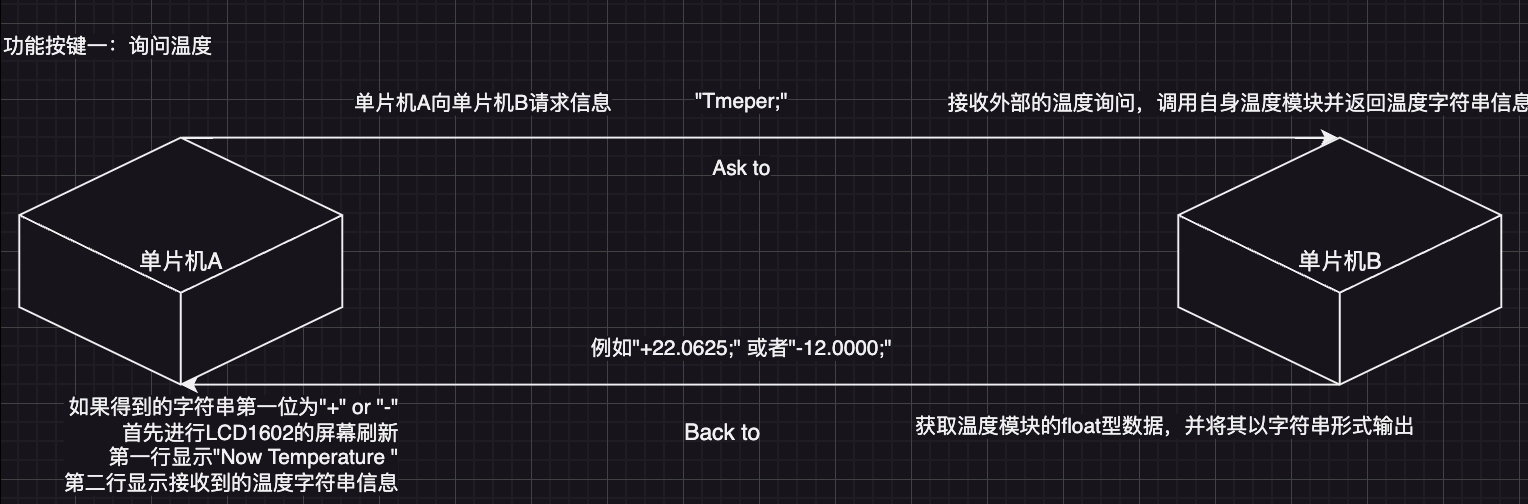 功能按键一：询问温度
单片机A向单片机B请求信息
"Tmeper;"
接收外部的温度询问，调用自身温度模块并返回温度字符串信息
Ask to
单片机A
单片机B
例如"+22.0625;" 或者"-12.0000;"
如果得到的字符串第一位为"+" or "-"
首先进行LCD1602的屏幕刷新
第一行显示"Now Temperature "
第二行显示接收到的温度字符串信息
Back to
获取温度模块的float型数据，并将其以字符串形式输出